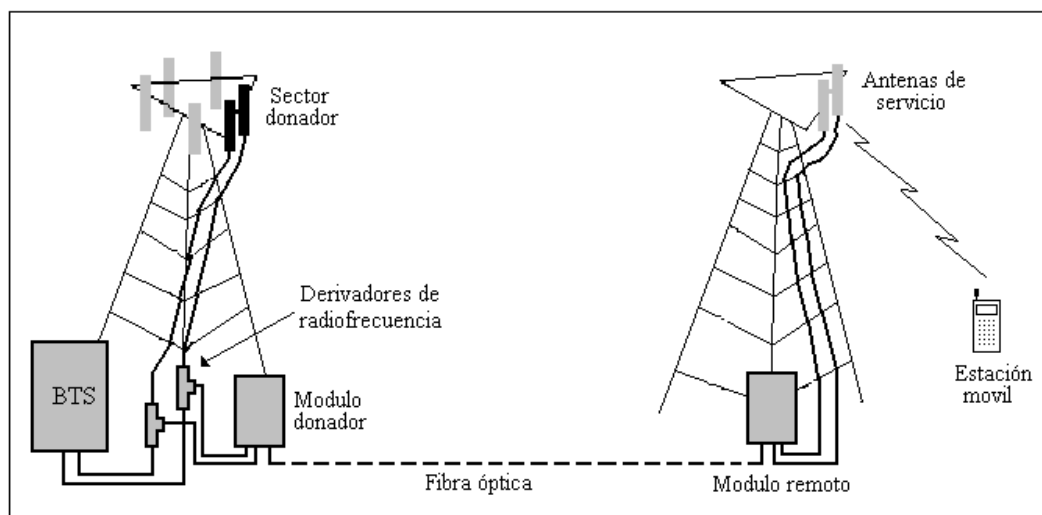 Sector
donador
Antenas de
servicio
Derivadores de
radiofrecuencia
BTS
Modulo
donador
Estación
movil
Fibra óptica
Modulo remoto